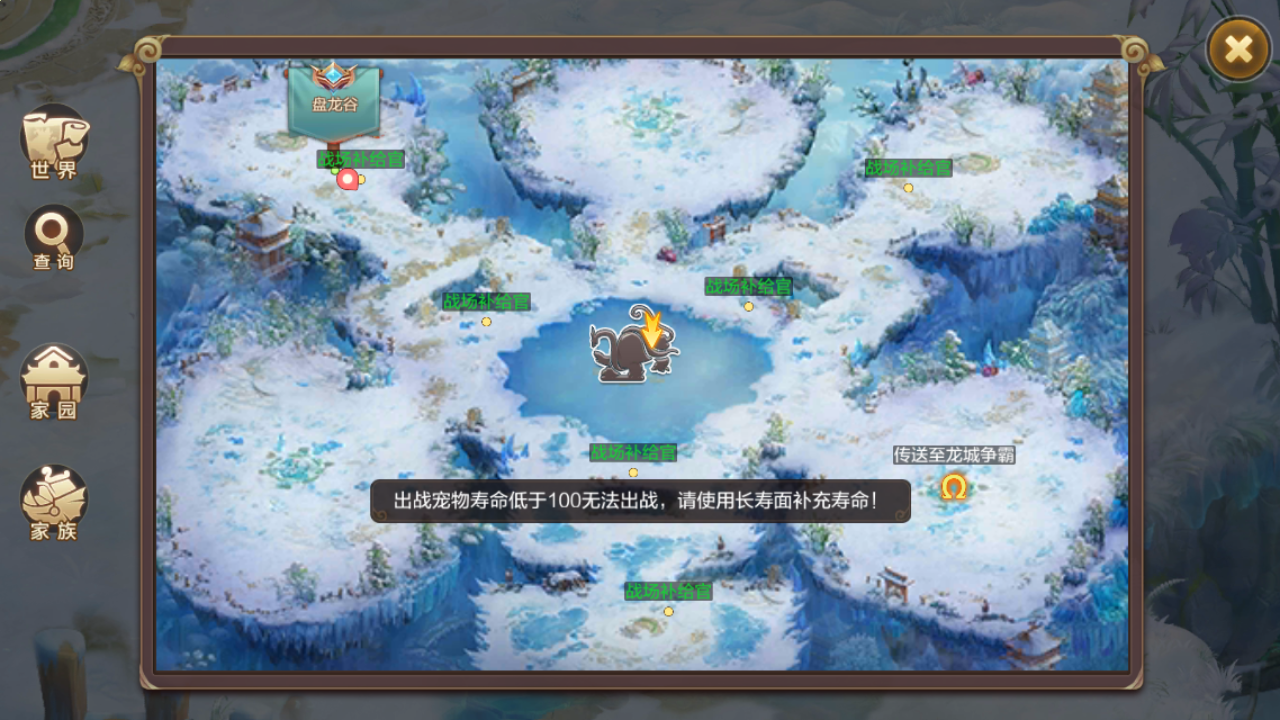 盘龙谷
战场补给官
战场补给官
世界
查询
战场补给官
战场补给官
家园
战场补给官
传送至龙城争霸
出战宠物寿命低于100无法出战，请使用长寿面补充寿命！
家族
战场补给官